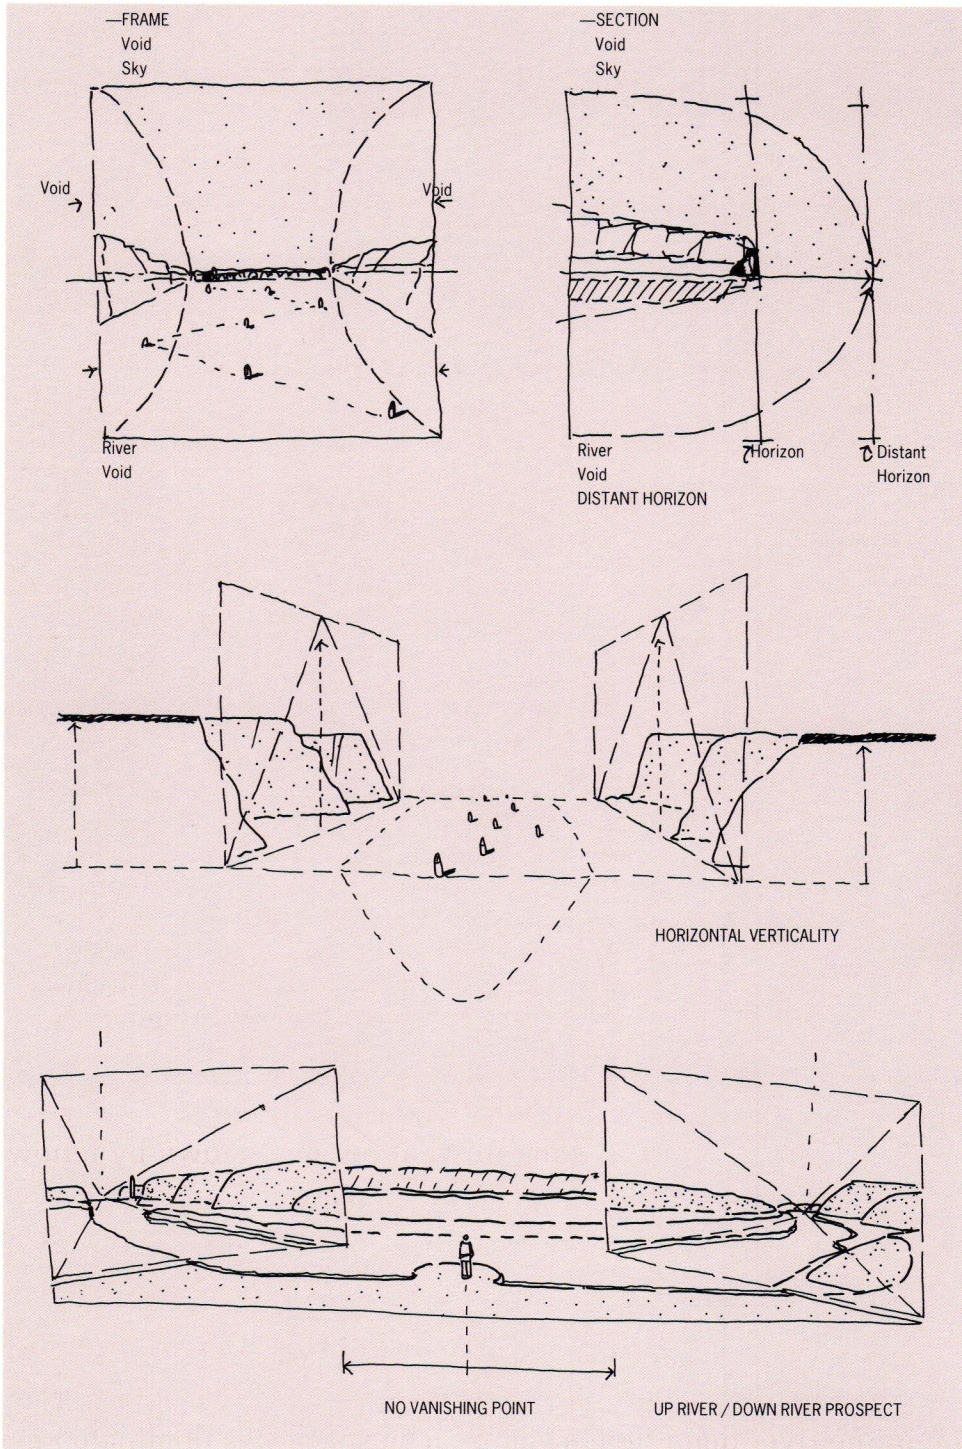 —FRAME
Void
Sky
Void
Void
River
Void
—SECTION
Void
Sky
River
Void
DISTANT HORIZON
Horizon
Distant
Horizon
HORIZONTAL VERTICALITY
NO VANISHING POINT
UP RIVER / DOWN RIVER PROSPECT